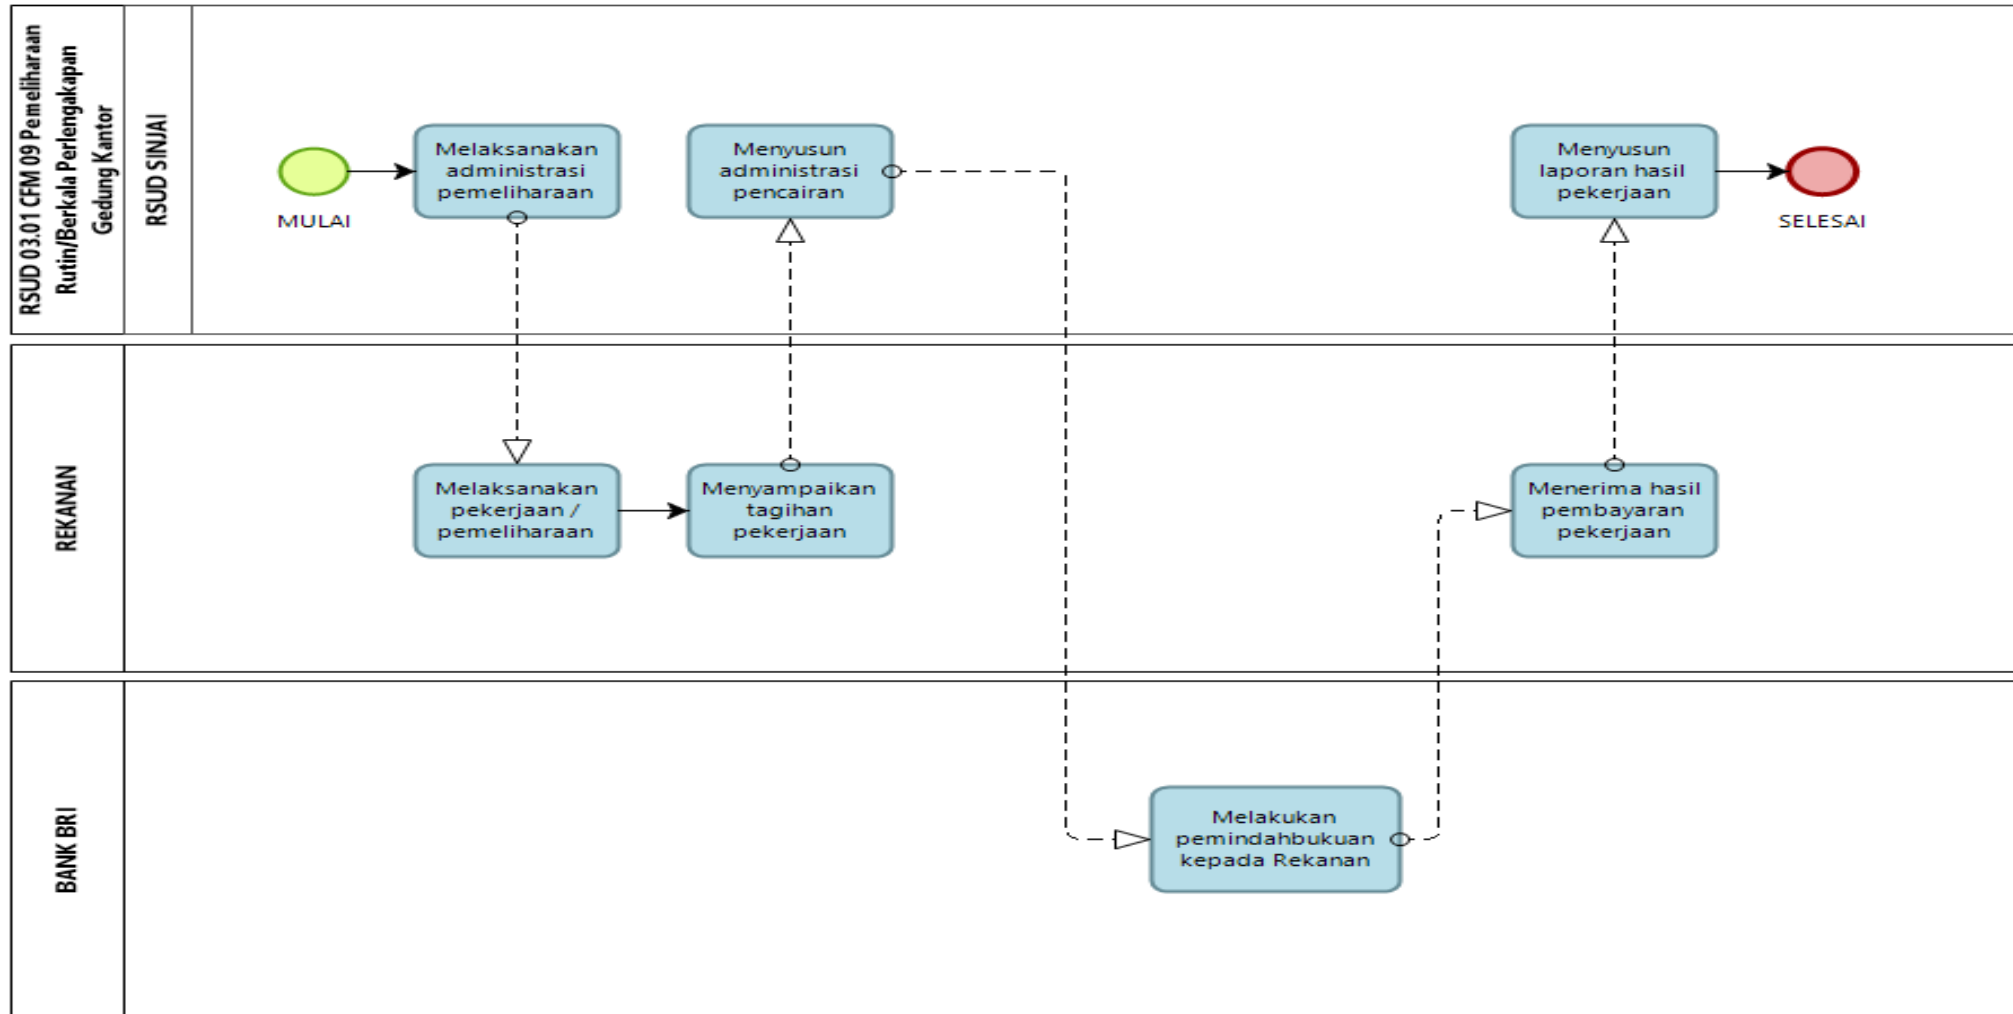 RSUD 03.01 CFM 09 Pemeliharaan
Rutin/Berkala Perlengakapan
Gedung Kantor
RSUD SINJAI
MULAI
Melaksanakan
administrasi
pemeliharaan
Menyusun
administrasi
pencairan
Menyusun
laporan hasil
pekerjaan
SELESAI
REKANAN
Melaksanakan
pekerjaan /
pemeliharaan
Menyampaikan
tagihan
pekerjaan
Menerima hasil
pembayaran
pekerjaan
BANK BRI
Melakukan
pemindahbukuan
kepada Rekanan